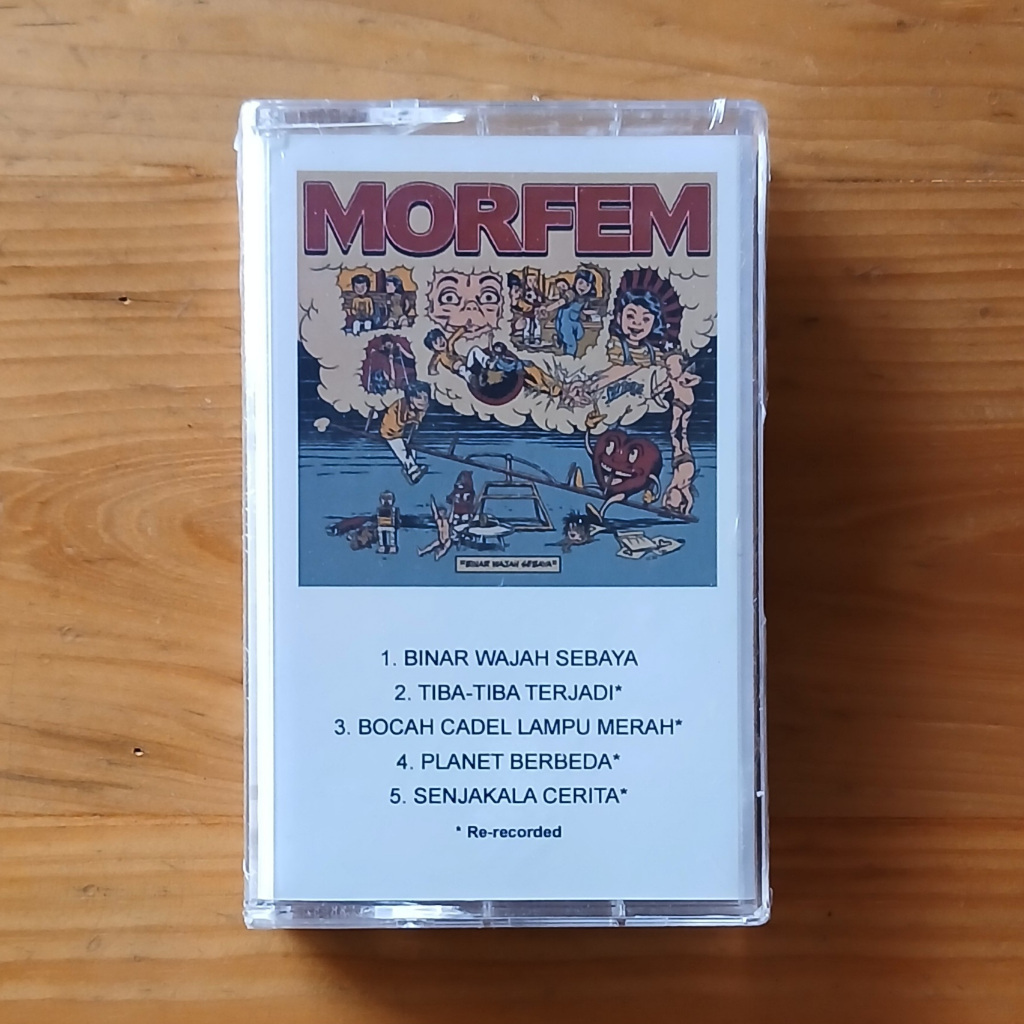 MORFEM
"BINAR WAJAH SEBAYA"
1. BINAR WAJAH SEBAYA
2. TIBA-TIBA TERJADI*
3. BOCAH CADEL LAMPU MERAH*
4. PLANET BERBEDA*
5. SENJAKALA CERITA*
* Re-recorded